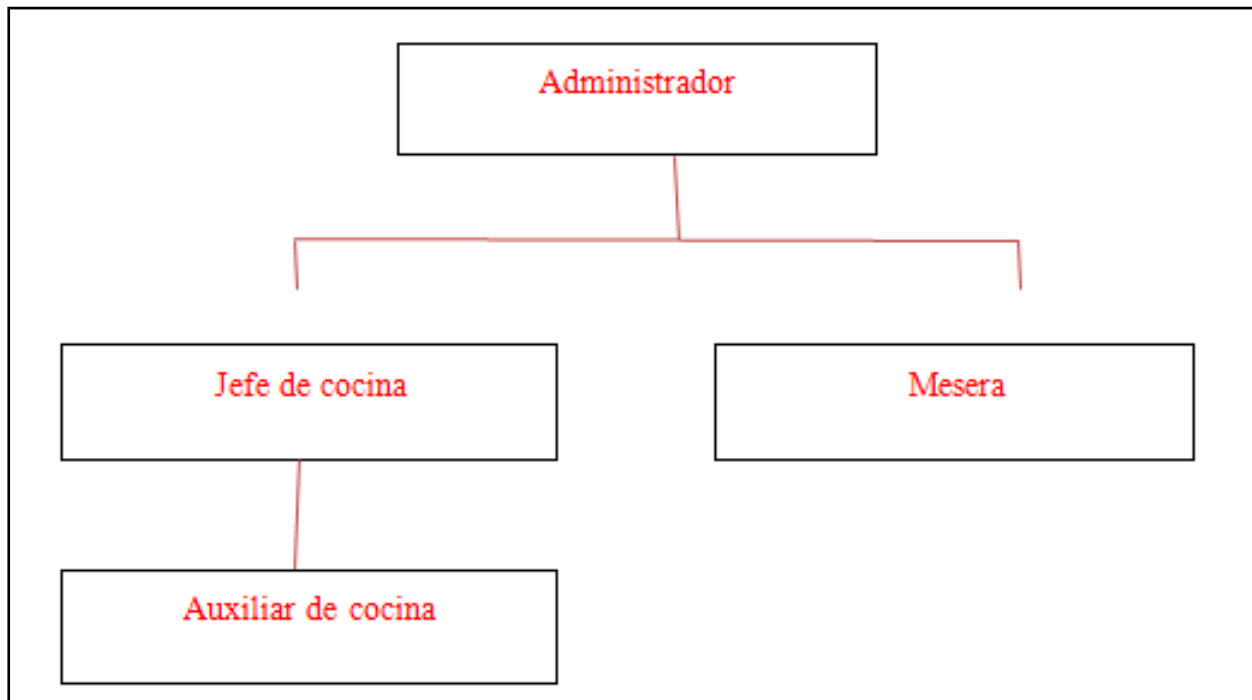 Administrador
Jefe de cocina
Mesera
Auxiliar de cocina